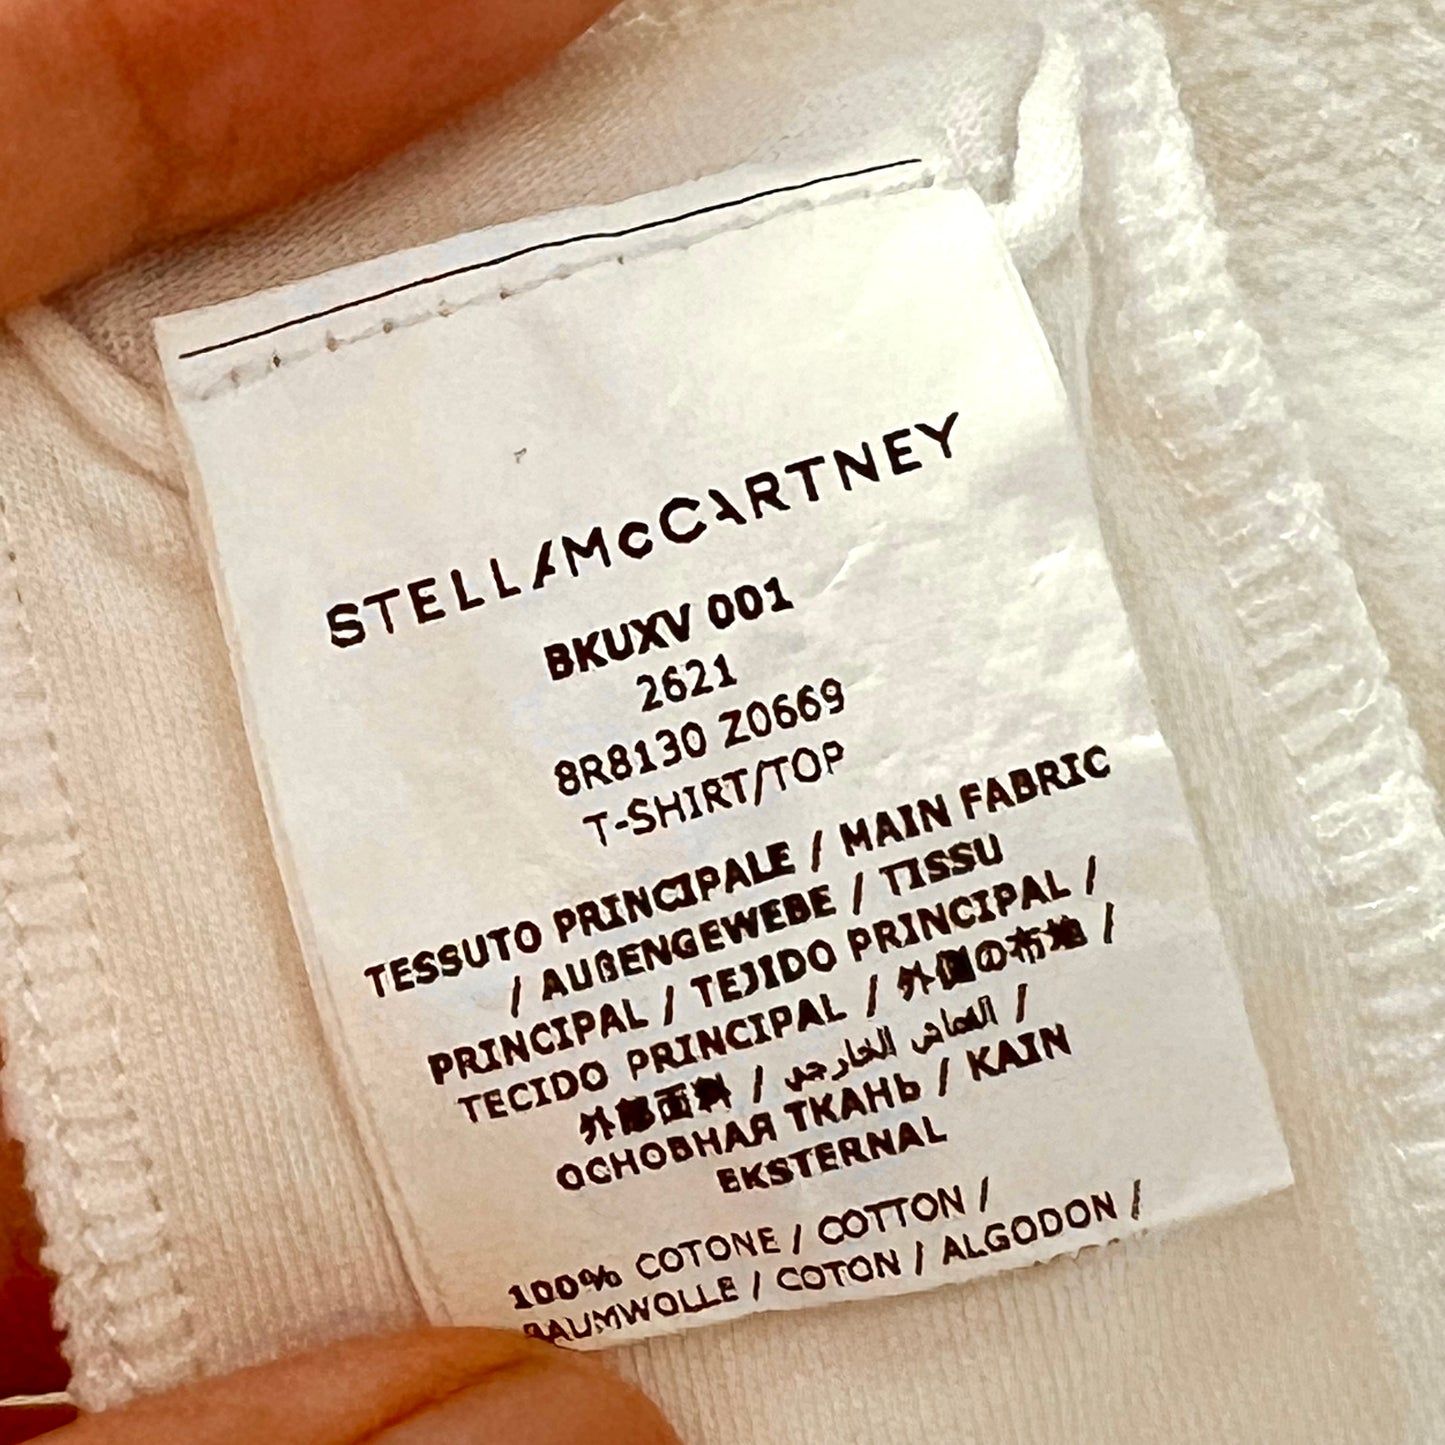 STELLA McCARTNEY
BKUXV 001
2621
8R8130 Z0669
T-SHIRT/TOP
TESSUTO PRINCIPALE / MAIN FABRIC
/ AUßENGEWEBE / TISSU
PRINCIPAL / TEJIDO PRINCIPAL /
TECIDO PRINCIPAL / 外側の布地 /
外部面料 / القماش الخارجي /
ОСНОВНАЯ ТКАНЬ / KAIN
EKSTERNAL
100% COTONE / COTTON /
BAUMWOLLE / COTON / ALGODON /